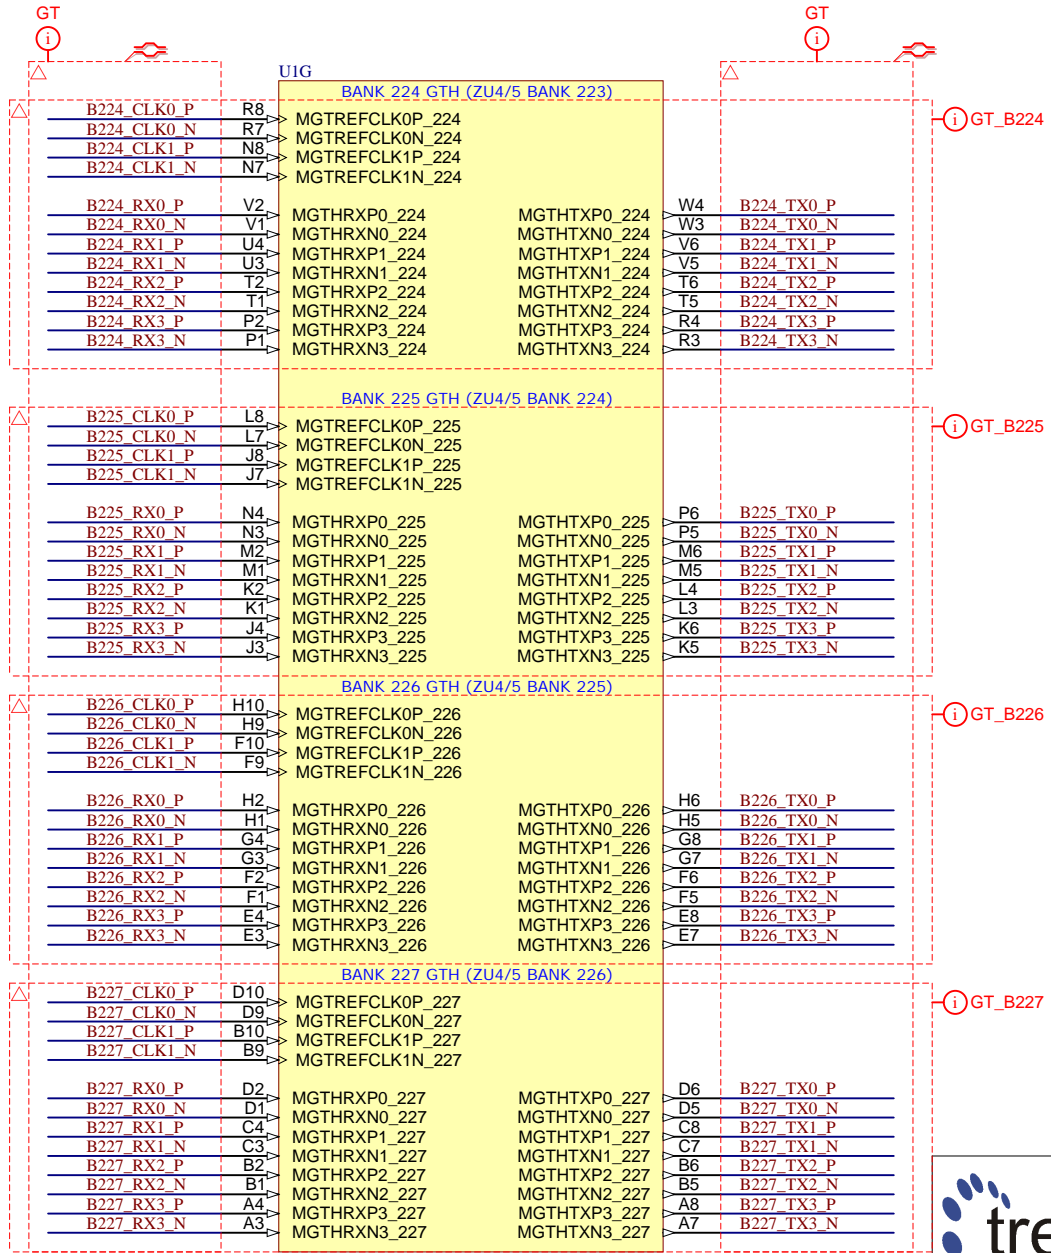 GT GT
i i
U1G
BANK 224 GTH (ZU4/5 BANK 223)
B224_CLK0_P R8 MGTREFCLK0P_224 i GT_B224
B224_CLK0_N R7 MGTREFCLK0N_224
B224_CLK1_P N8 MGTREFCLK1P_224
B224_CLK1_N N7 MGTREFCLK1N_224
B224_RX0_P V2 MGTHRXP0_224 MGTHTXP0_224 W4 B224_TX0_P
B224_RX0_N V1 MGTHRXN0_224 MGTHTXN0_224 W3 B224_TX0_N
B224_RX1_P U4 MGTHRXP1_224 MGTHTXP1_224 V6 B224_TX1_P
B224_RX1_N U3 MGTHRXN1_224 MGTHTXN1_224 V5 B224_TX1_N
B224_RX2_P T2 MGTHRXP2_224 MGTHTXP2_224 T6 B224_TX2_P
B224_RX2_N T1 MGTHRXN2_224 MGTHTXN2_224 T5 B224_TX2_N
B224_RX3_P P2 MGTHRXP3_224 MGTHTXP3_224 R4 B224_TX3_P
B224_RX3_N P1 MGTHRXN3_224 MGTHTXN3_224 R3 B224_TX3_N
BANK 225 GTH (ZU4/5 BANK 224)
B225_CLK0_P L8 MGTREFCLK0P_225 i GT_B225
B225_CLK0_N L7 MGTREFCLK0N_225
B225_CLK1_P J8 MGTREFCLK1P_225
B225_CLK1_N J7 MGTREFCLK1N_225
B225_RX0_P N4 MGTHRXP0_225 MGTHTXP0_225 P6 B225_TX0_P
B225_RX0_N N3 MGTHRXN0_225 MGTHTXN0_225 P5 B225_TX0_N
B225_RX1_P M2 MGTHRXP1_225 MGTHTXP1_225 M6 B225_TX1_P
B225_RX1_N M1 MGTHRXN1_225 MGTHTXN1_225 M5 B225_TX1_N
B225_RX2_P K2 MGTHRXP2_225 MGTHTXP2_225 L4 B225_TX2_P
B225_RX2_N K1 MGTHRXN2_225 MGTHTXN2_225 L3 B225_TX2_N
B225_RX3_P J4 MGTHRXP3_225 MGTHTXP3_225 K6 B225_TX3_P
B225_RX3_N J3 MGTHRXN3_225 MGTHTXN3_225 K5 B225_TX3_N
BANK 226 GTH (ZU4/5 BANK 225)
B226_CLK0_P H10 MGTREFCLK0P_226 i GT_B226
B226_CLK0_N H9 MGTREFCLK0N_226
B226_CLK1_P F10 MGTREFCLK1P_226
B226_CLK1_N F9 MGTREFCLK1N_226
B226_RX0_P H2 MGTHRXP0_226 MGTHTXP0_226 H6 B226_TX0_P
B226_RX0_N H1 MGTHRXN0_226 MGTHTXN0_226 H5 B226_TX0_N
B226_RX1_P G4 MGTHRXP1_226 MGTHTXP1_226 G8 B226_TX1_P
B226_RX1_N G3 MGTHRXN1_226 MGTHTXN1_226 G7 B226_TX1_N
B226_RX2_P F2 MGTHRXP2_226 MGTHTXP2_226 F6 B226_TX2_P
B226_RX2_N F1 MGTHRXN2_226 MGTHTXN2_226 F5 B226_TX2_N
B226_RX3_P E4 MGTHRXP3_226 MGTHTXP3_226 E8 B226_TX3_P
B226_RX3_N E3 MGTHRXN3_226 MGTHTXN3_226 E7 B226_TX3_N
BANK 227 GTH (ZU4/5 BANK 226)
B227_CLK0_P D10 MGTREFCLK0P_227 i GT_B227
B227_CLK0_N D9 MGTREFCLK0N_227
B227_CLK1_P B10 MGTREFCLK1P_227
B227_CLK1_N B9 MGTREFCLK1N_227
B227_RX0_P D2 MGTHRXP0_227 MGTHTXP0_227 D6 B227_TX0_P
B227_RX0_N D1 MGTHRXN0_227 MGTHTXN0_227 D5 B227_TX0_N
B227_RX1_P C4 MGTHRXP1_227 MGTHTXP1_227 C8 B227_TX1_P
B227_RX1_N C3 MGTHRXN1_227 MGTHTXN1_227 C7 B227_TX1_N
B227_RX2_P B2 MGTHRXP2_227 MGTHTXP2_227 B6 B227_TX2_P
B227_RX2_N B1 MGTHRXN2_227 MGTHTXN2_227 B5 B227_TX2_N
B227_RX3_P A4 MGTHRXP3_227 MGTHTXP3_227 A8 B227_TX3_P
B227_RX3_N A3 MGTHRXN3_227 MGTHTXN3_227 A7 B227_TX3_N
tre